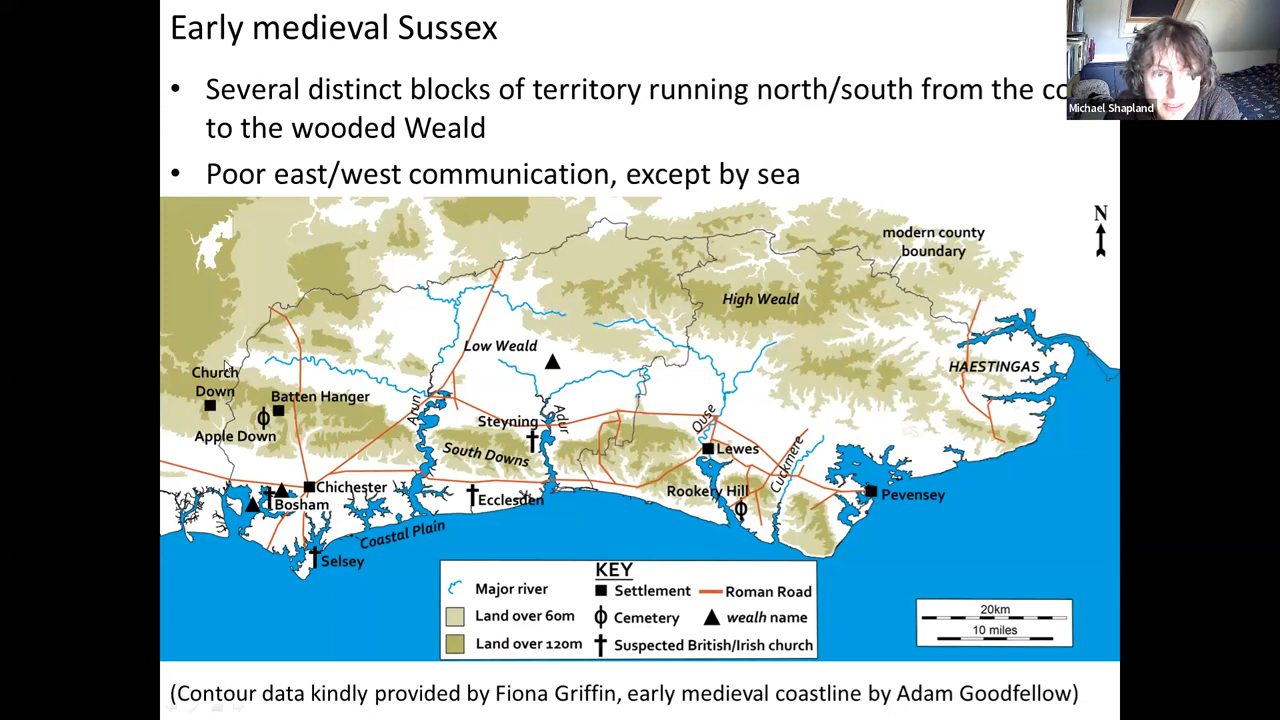 Early medieval Sussex
• Several distinct blocks of territory running north/south from the co
to the wooded Weald
• Poor east/west communication, except by sea
Michael Shapland
N
modern county
boundary
High Weald
Low Weald
HAESTINGAS
Church
Down
Batten Hanger
Apple Down
Arun
Steyning
Adur
South Downs
Ouse
Lewes
Cuckmere
Rookery Hill
Pevensey
Chichester
Bosham
Ecclesden
Coastal Plain
Selsey
KEY
Major river
Settlement
Roman Road
Land over 60m
Cemetery
wealh name
Land over 120m
Suspected British/Irish church
20km
10 miles
(Contour data kindly provided by Fiona Griffin, early medieval coastline by Adam Goodfellow)